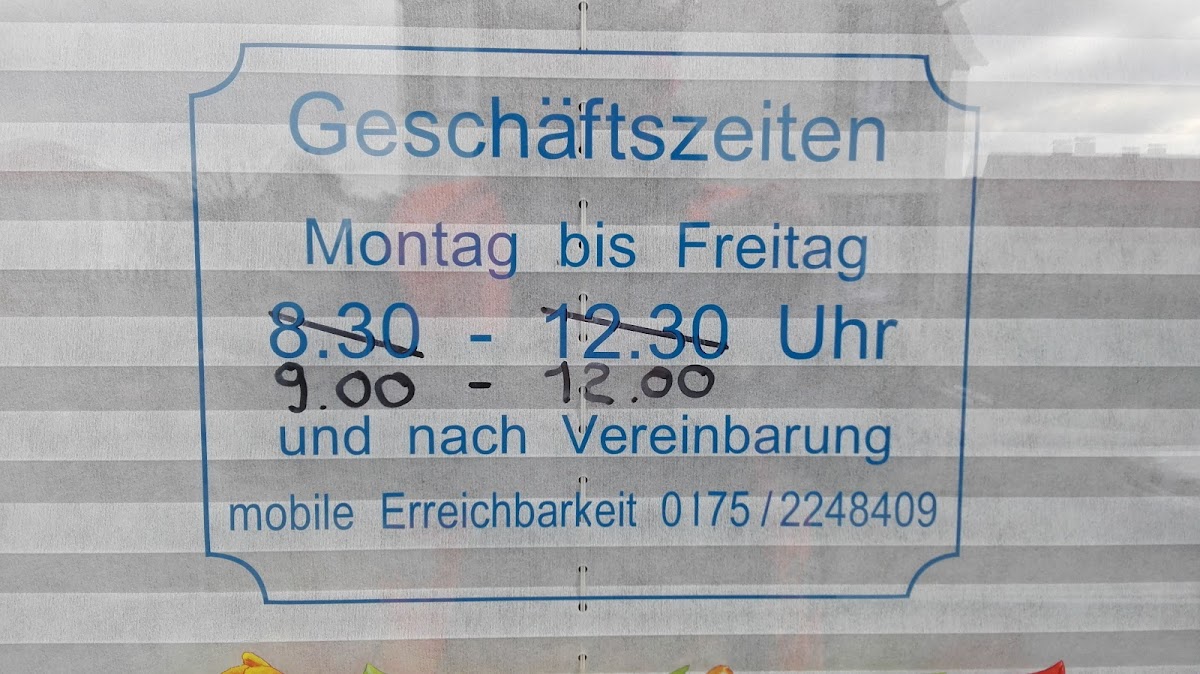 Geschäftszeiten
Montag bis Freitag
8.30 - 12.30 Uhr
9.00 - 12.00
und nach Vereinbarung
mobile Erreichbarkeit 0175/2248409